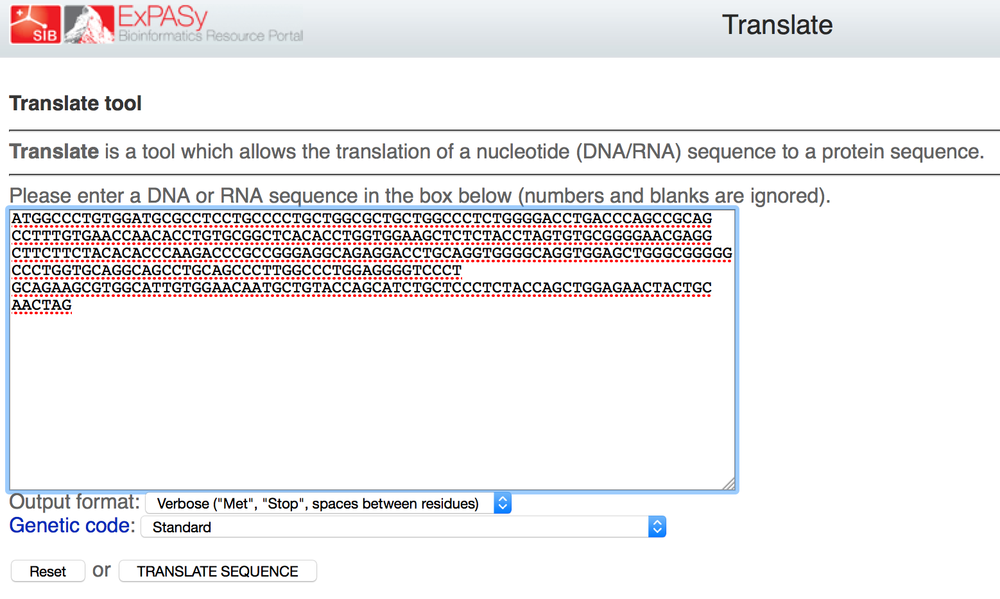 SIB ExPASy
Bioinformatics Resource Portal
Translate
Translate tool
Translate is a tool which allows the translation of a nucleotide (DNA/RNA) sequence to a protein sequence.
Please enter a DNA or RNA sequence in the box below (numbers and blanks are ignored).
ATGGCCCTGTGGATGCGCCTCCTGCCCCTGCTGGCGCTGCTGGCCCTCTGGGGACCTGACCCAGCCGCAG
CCTTTGTGAACCAACACCTGTGCGGCTCACACCTGGTGGAAGCTCTCTACCTAGTGTGCGGGGAACGAGG
CTTCTTCTACACACCCAAGACCCGCCGGGAGGCAGAGGACCTGCAGGTGGGGCAGGTGGAGCTGGGCGGGGG
CCCTGGTGCAGGCAGCCTGCAGCCCTTGGCCCTGGAGGGGTCCCT
GCAGAAGCGTGGCATTGTGGAACAATGCTGTACCAGCATCTGCTCCCTCTACCAGCTGGAGAACTACTGC
AACTAG
Output format: Verbose ("Met", "Stop", spaces between residues)
Genetic code: Standard
Reset or TRANSLATE SEQUENCE